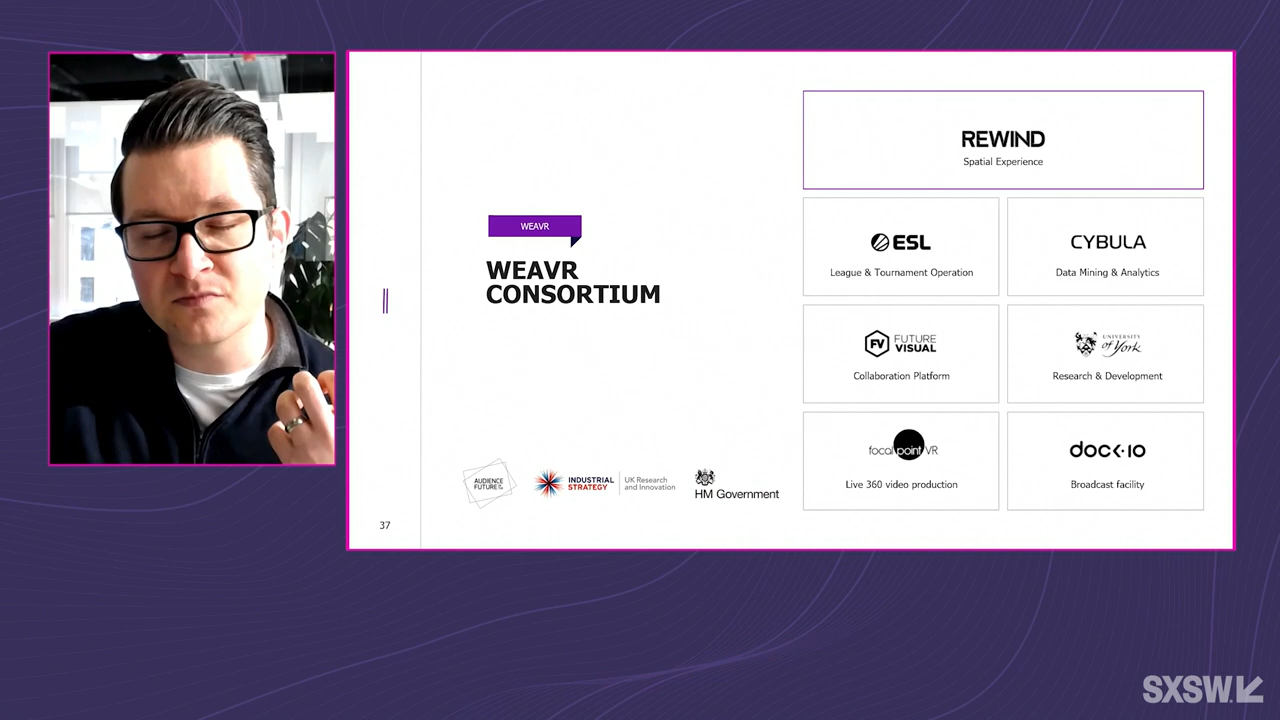 WEAVR
WEAVR
CONSORTIUM
REWIND
Spatial Experience
ESL
League & Tournament Operation
CYBULA
Data Mining & Analytics
FV FUTURE
VISUAL
Collaboration Platform
UNIVERSITY
of York
Research & Development
focal point VR
Live 360 video production
dock10
Broadcast facility
AUDIENCE
FUTURE
INDUSTRIAL
STRATEGY
UK Research
and Innovation
HM Government
37
SXSW